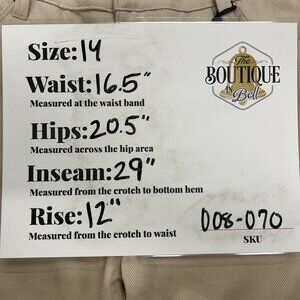 Size: 14
The
BOUTIQUE
IN
Bell
Waist: 16.5"
Measured at the waist band
Hips: 20.5"
Measured across the hip area
Inseam: 29"
Measured from the crotch to bottom hem
Rise: 12"
Measured from the crotch to waist
008-070
SKU